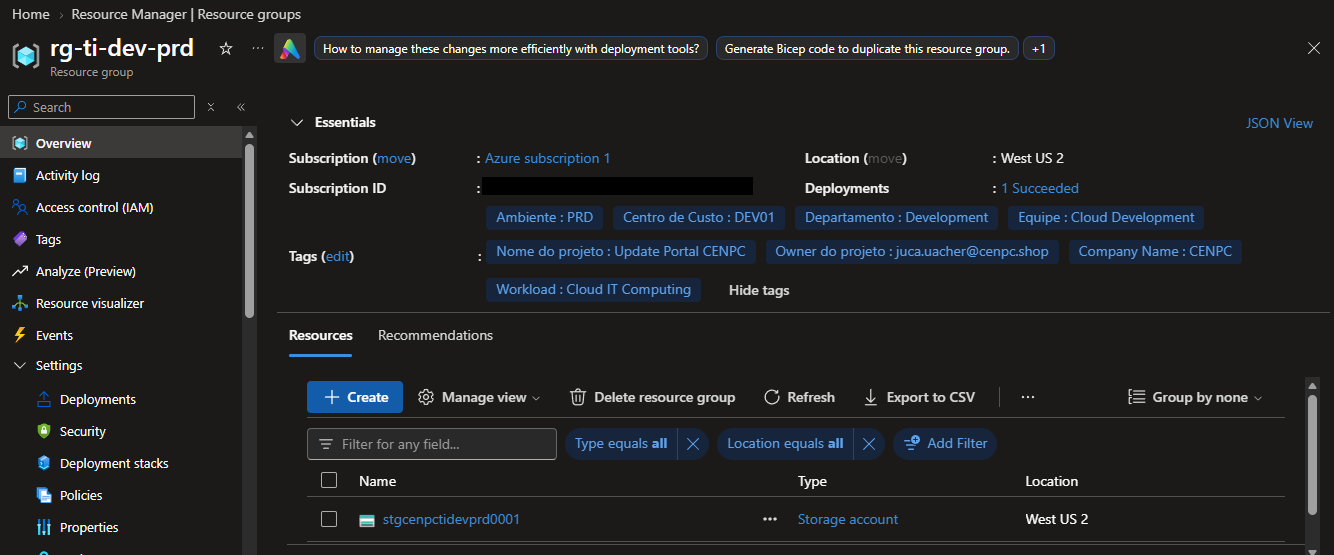 Home > Resource Manager | Resource groups
rg-ti-dev-prd
Resource group
How to manage these changes more efficiently with deployment tools?
Generate Bicep code to duplicate this resource group.
+1
Search
Overview
Activity log
Access control (IAM)
Tags
Analyze (Preview)
Resource visualizer
Events
Settings
Deployments
Security
Deployment stacks
Policies
Properties
Essentials
JSON View
Subscription (move) : Azure subscription 1
Location (move) : West US 2
Subscription ID :
Deployments : 1 Succeeded
Tags (edit) :
Ambiente : PRD Centro de Custo : DEV01 Departamento : Development Equipe : Cloud Development
Nome do projeto : Update Portal CENPC Owner do projeto : juca.uacher@cenpc.shop Company Name : CENPC
Workload : Cloud IT Computing Hide tags
Resources Recommendations
Create Manage view Delete resource group Refresh Export to CSV ... Group by none
Filter for any field... Type equals all Location equals all Add Filter
Name Type Location
stgcenpctidevprd0001 ... Storage account West US 2